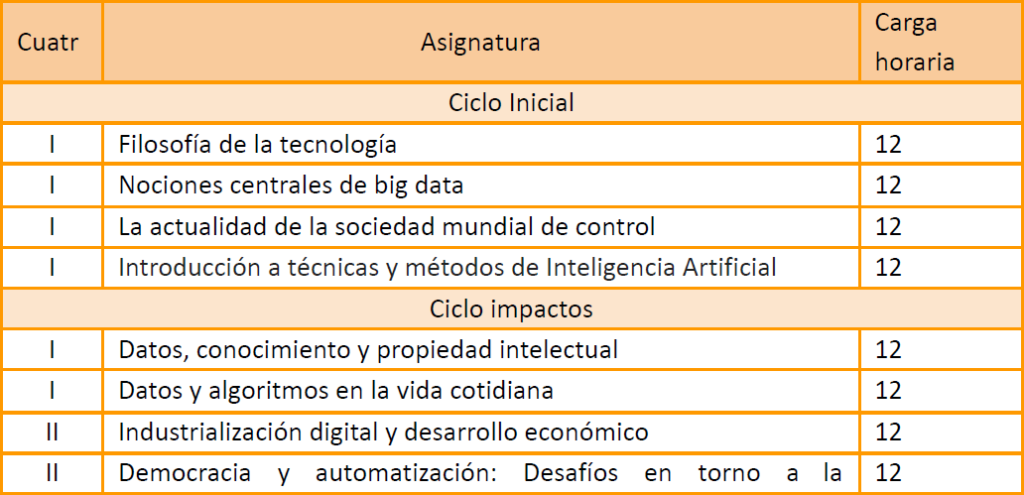 Cuatr Asignatura Carga horaria
Ciclo Inicial
I Filosofía de la tecnología 12
I Nociones centrales de big data 12
I La actualidad de la sociedad mundial de control 12
I Introducción a técnicas y métodos de Inteligencia Artificial 12
Ciclo impactos
I Datos, conocimiento y propiedad intelectual 12
I Datos y algoritmos en la vida cotidiana 12
II Industrialización digital y desarrollo económico 12
II Democracia y automatización: Desafíos en torno a la 12